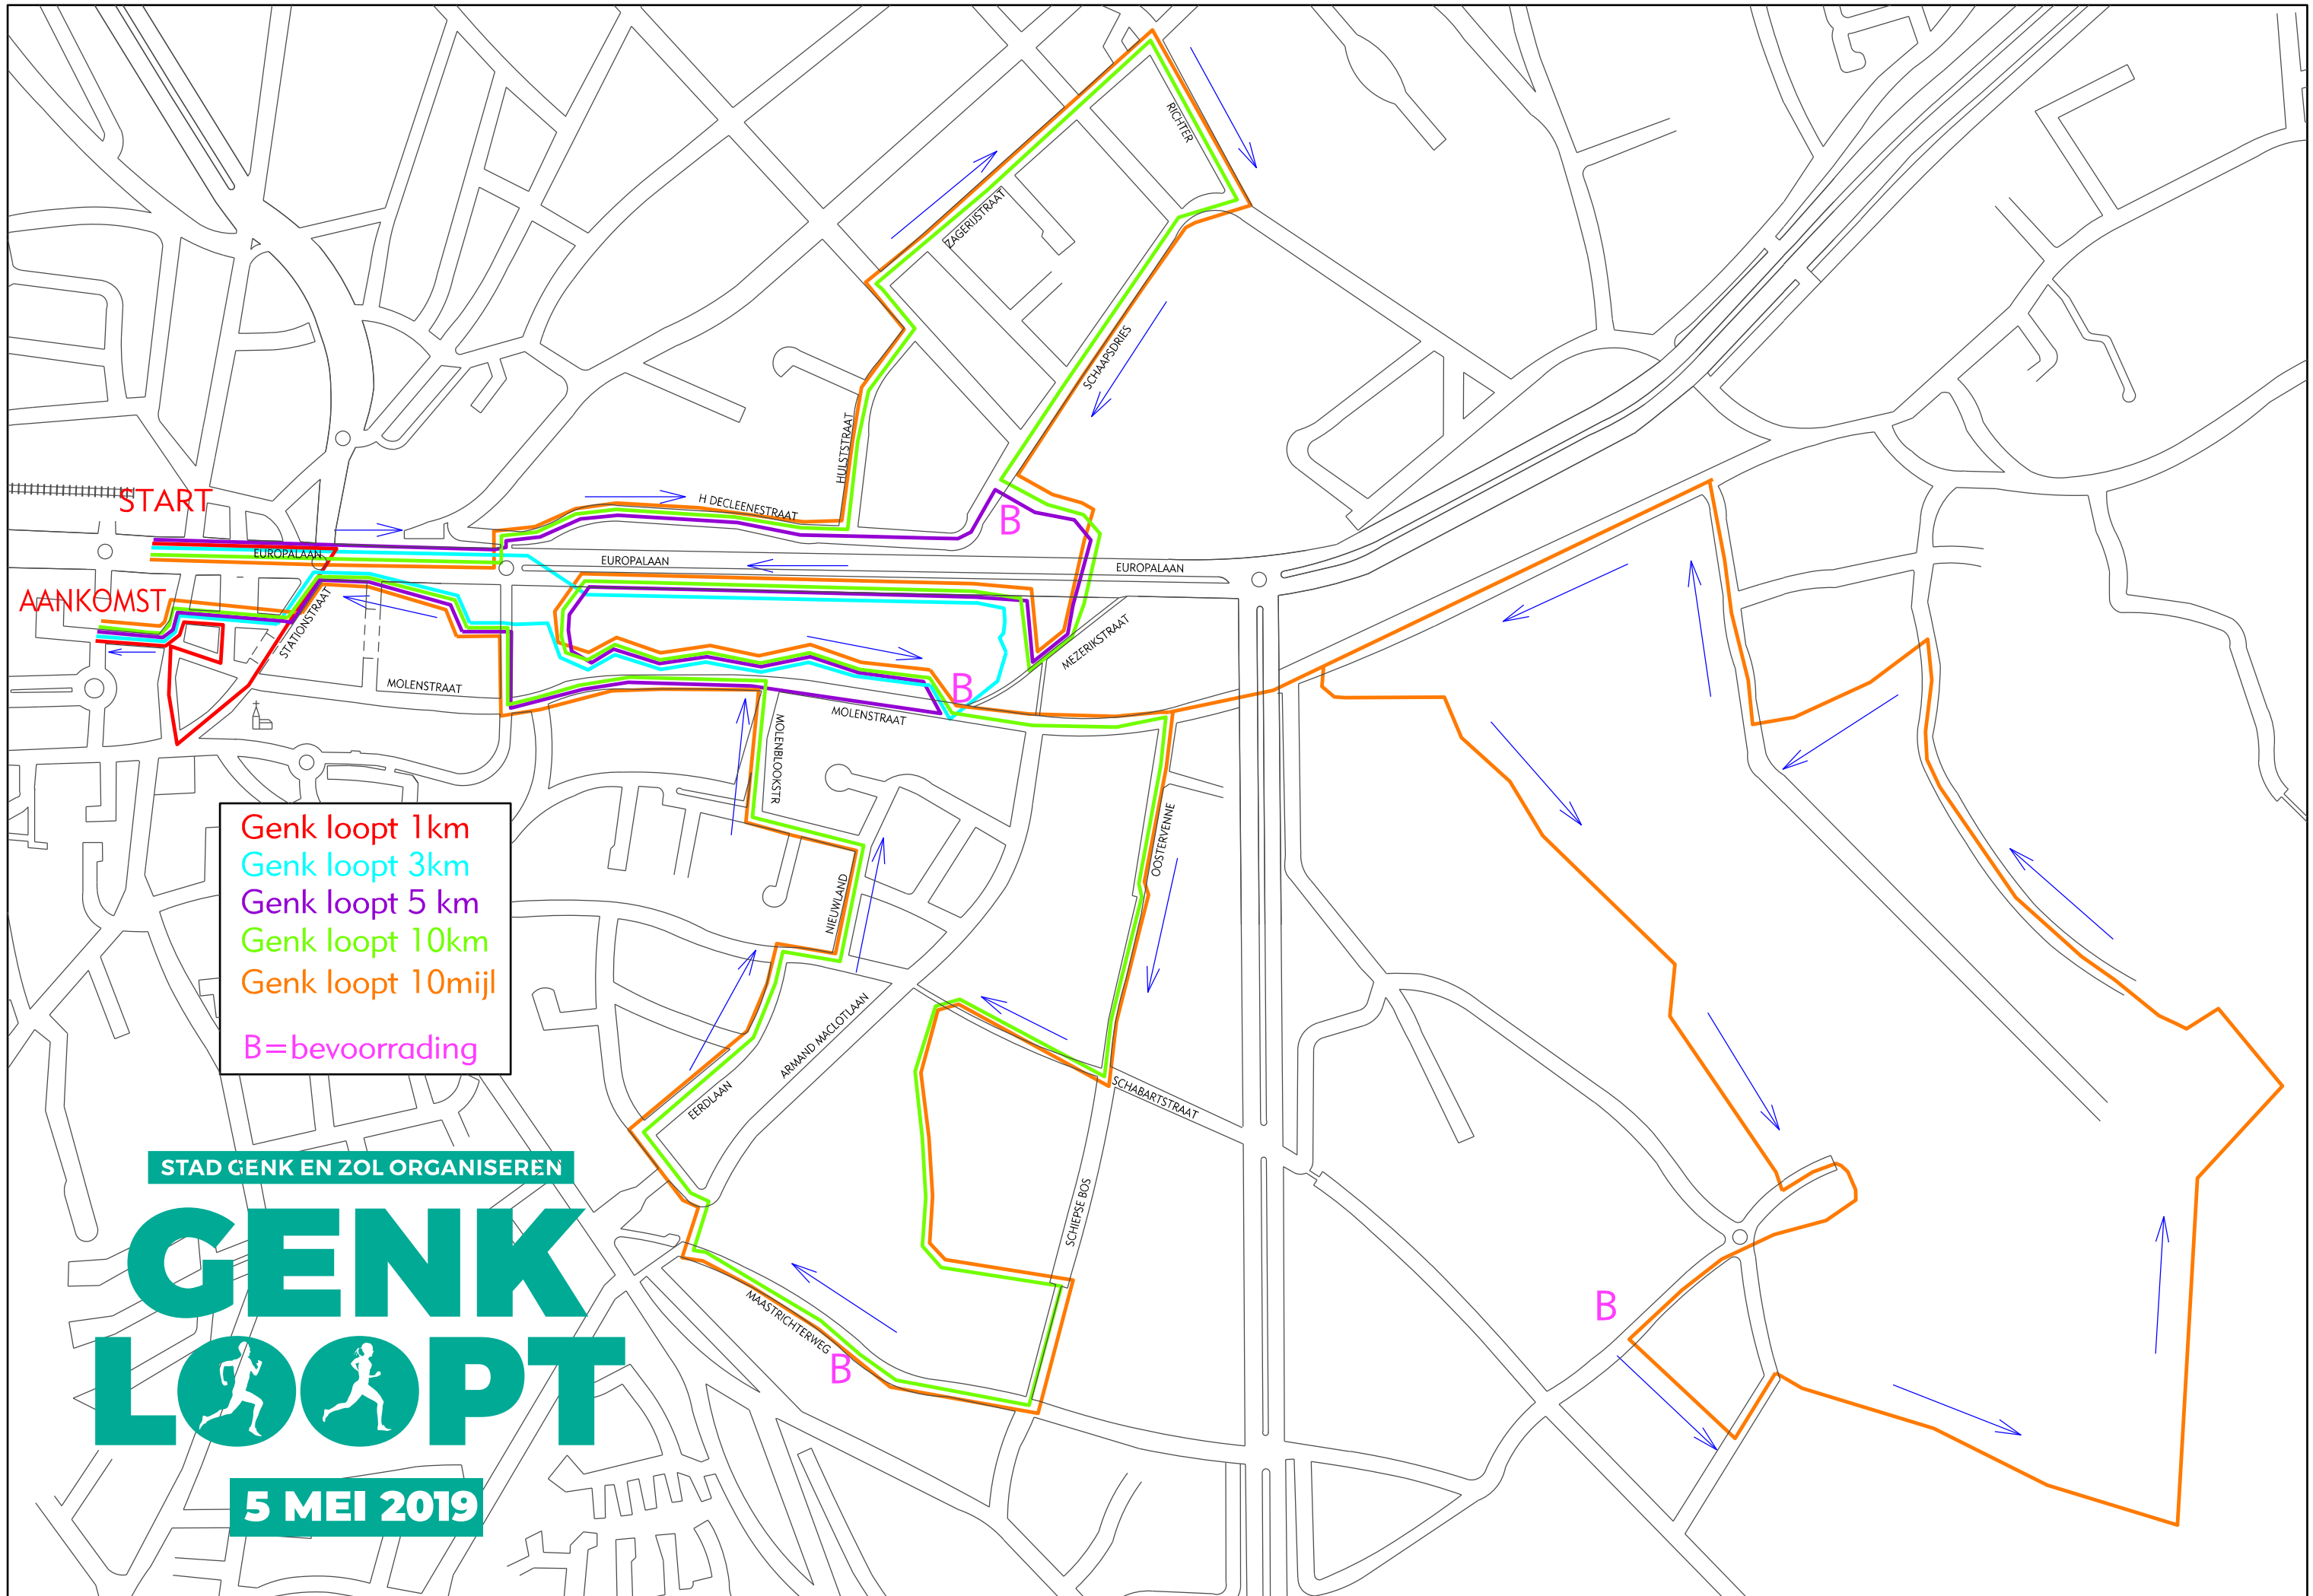 RICHTER
ZAGERIJSTRAAT
SCHAAPSDRIES
HULSTSTRAAT
START
H DECLEENESTRAAT
B
EUROPALAAN
EUROPALAAN
EUROPALAAN
AANKOMST
STATIONSTRAAT
MEZERIKSTRAAT
MOLENSTRAAT
B
MOLENSTRAAT
MOLENBLOOKSTR
OOSTERVENNE
NIEUWLAND
Genk loopt 1km
Genk loopt 3km
Genk loopt 5 km
Genk loopt 10km
Genk loopt 10mijl
B=bevoorrading
ARMAND MACLOTLAAN
EERDLAAN
SCHABARTSTRAAT
SCHIEPSE BOS
B
MAASTRICHTERWEG
B
STAD GENK EN ZOL ORGANISEREN
GENK
LOOPT
5 MEI 2019